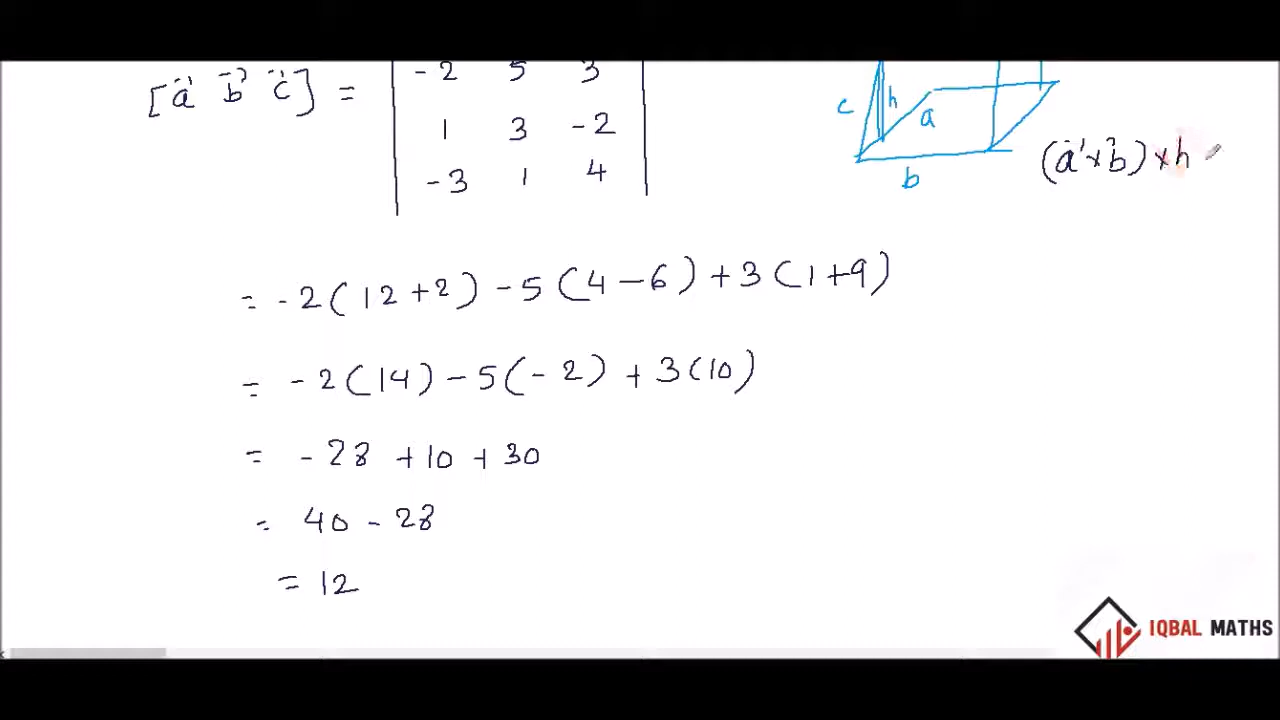 [a⃗ b⃗ c⃗] =
-2 5 3
1 3 -2
-3 1 4
c h a
b
(a⃗×b⃗)×h
= -2(12+2) -5(4-6)+3(1+9)
= -2(14)-5(-2)+3(10)
= -28 +10 + 30
= 40 - 28
= 12
IQBAL MATHS